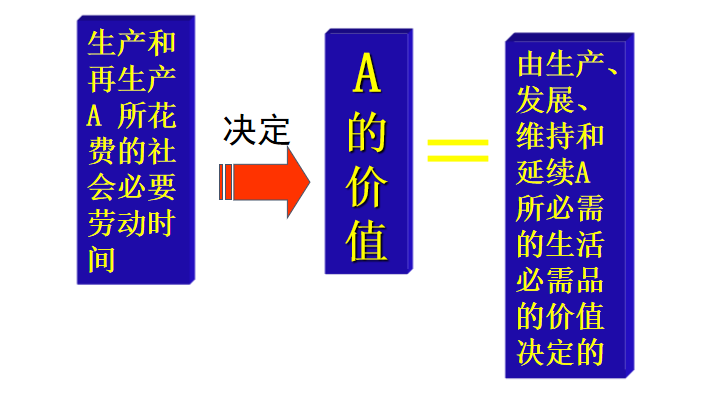 生产和
再生产
A 所花
费的社
会必要
劳动时
间
决定
A
的
价
值
由生产、
发展、
维持和
延续A
所必需
的生活
必需品
的价值
决定的